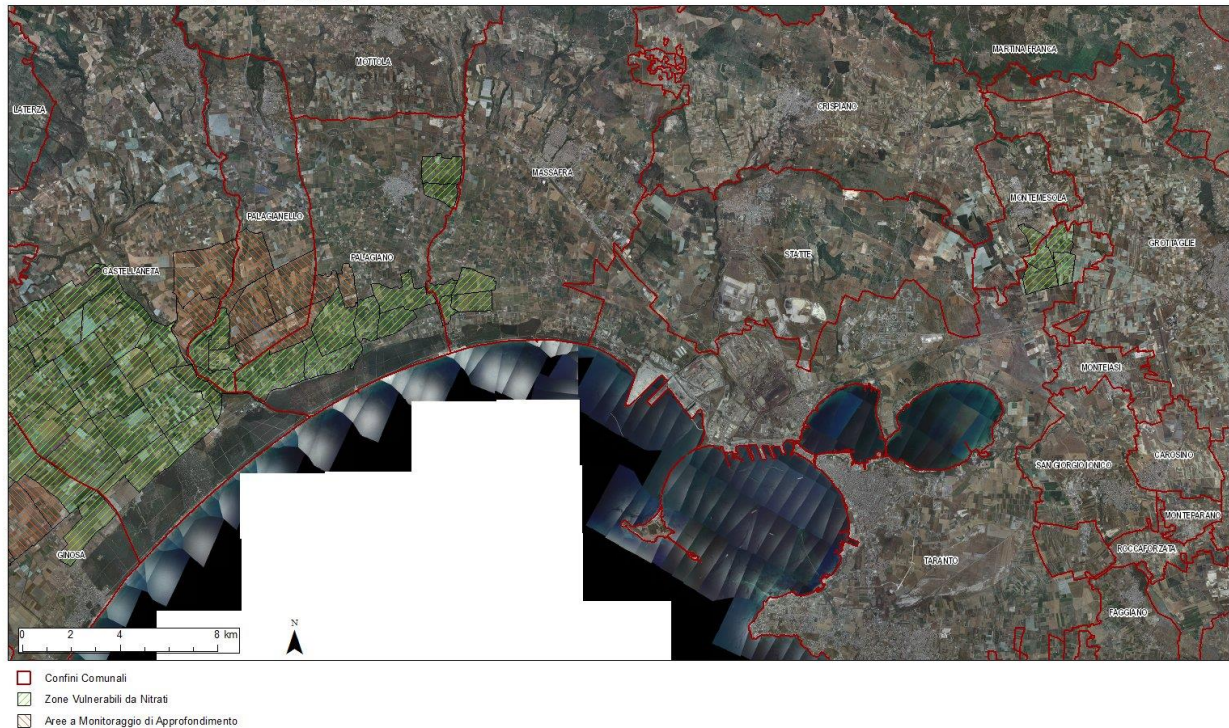 MARTINA FRANCA
MOTTOLA
LATERZA
CRISPIANO
MASSAFRA
MONTEMESOLA
PALAGIANELLO
GROTTAGLIE
PALAGIANO
STATTE
CASTELLANETA
MONTEIASI
CAROSINO
SAN GIORGIO IONICO
MONTEPARANO
ROCCAFORZATA
GINOSA
TARANTO
FAGGIANO
0 2 4 8 km
N
Confini Comunali
Zone Vulnerabili da Nitrati
Aree a Monitoraggio di Approfondimento